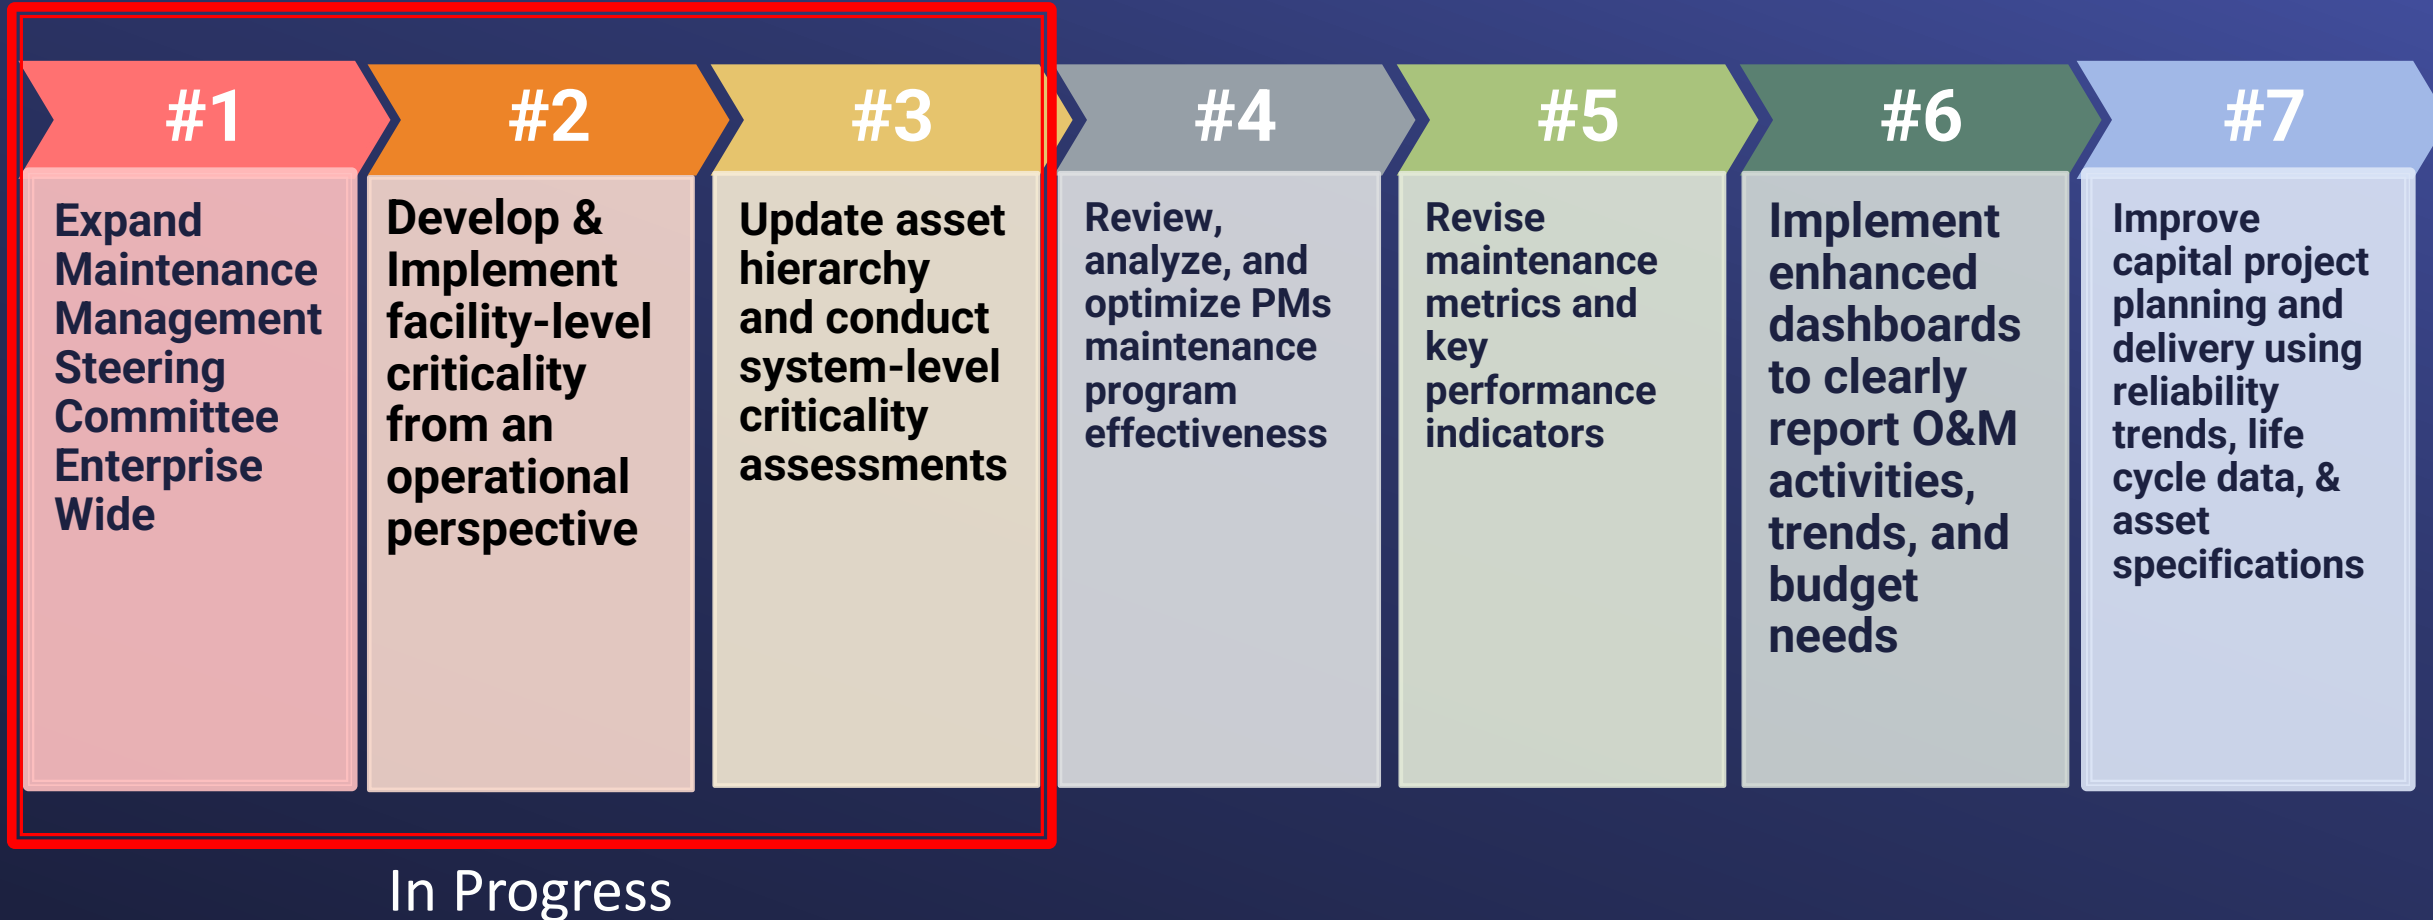 #1
Expand
Maintenance
Management
Steering
Committee
Enterprise
Wide
#2
Develop &
Implement
facility-level
criticality
from an
operational
perspective
#3
Update asset
hierarchy
and conduct
system-level
criticality
assessments
#4
Review,
analyze, and
optimize PMs
maintenance
program
effectiveness
#5
Revise
maintenance
metrics and
key
performance
indicators
#6
Implement
enhanced
dashboards
to clearly
report O&M
activities,
trends, and
budget
needs
#7
Improve
capital project
planning and
delivery using
reliability
trends, life
cycle data, &
asset
specifications
In Progress